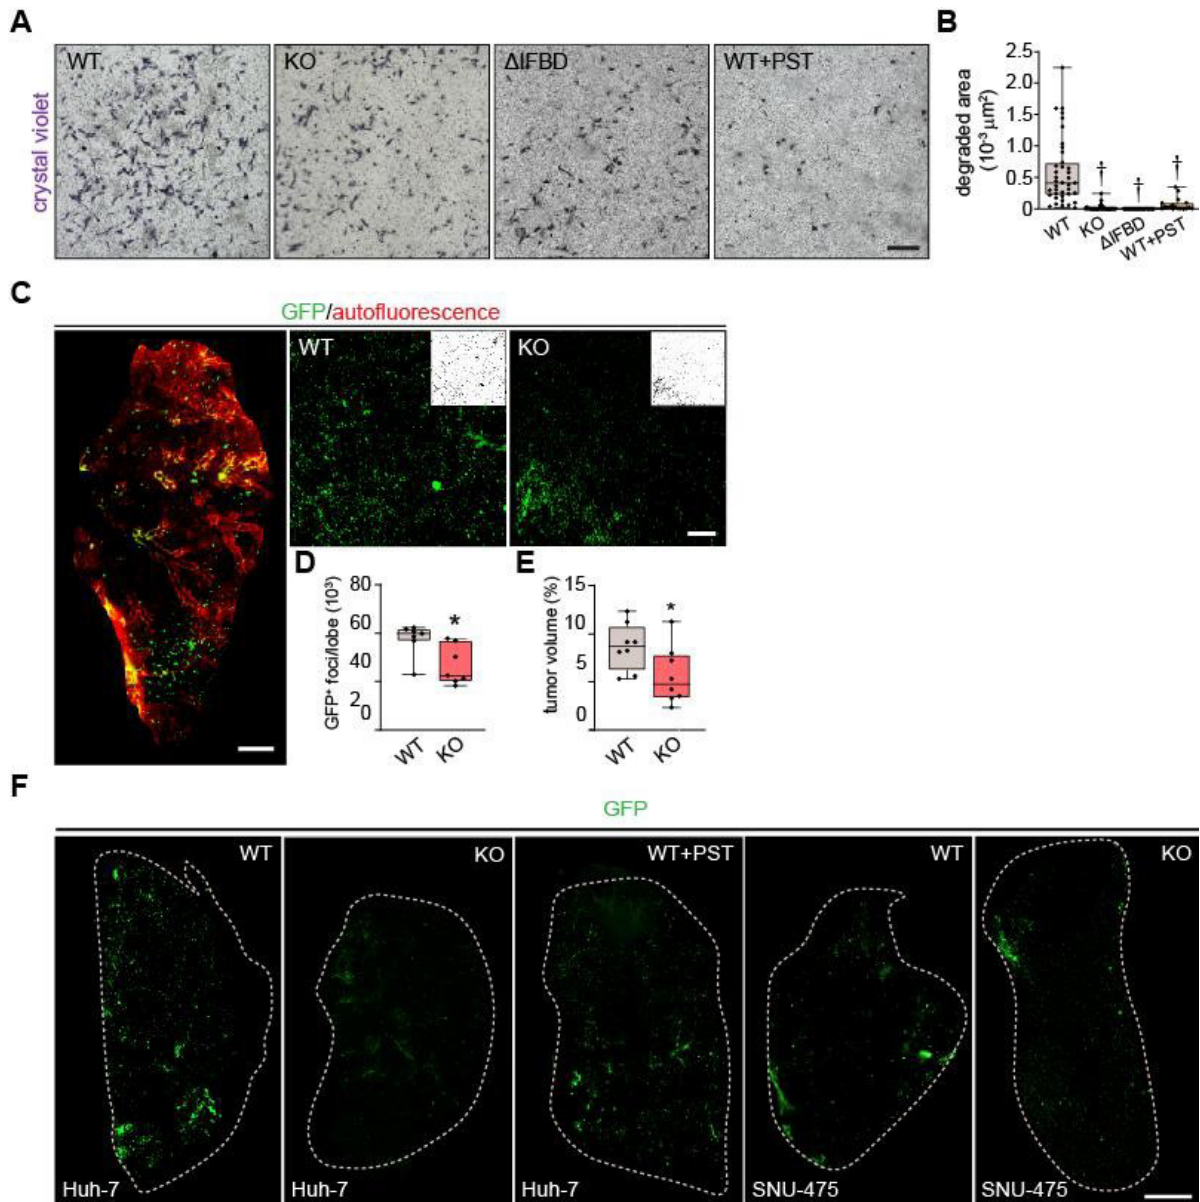 A
WT
KO
ΔIFBD
WT+PST
crystal violet
B
degraded area
(10⁻³ μm²)
2.5
2.0
1.5
1.0
0.5
0
†
†
†
WT
KO
ΔIFBD
WT+PST
C
GFP/autofluorescence
WT
KO
D
GFP⁺ foci/lobe (10³)
80
60
40
20
0
*
WT
KO
E
tumor volume (%)
15
10
5
0
*
WT
KO
F
GFP
WT
KO
WT+PST
WT
KO
Huh-7
Huh-7
Huh-7
SNU-475
SNU-475